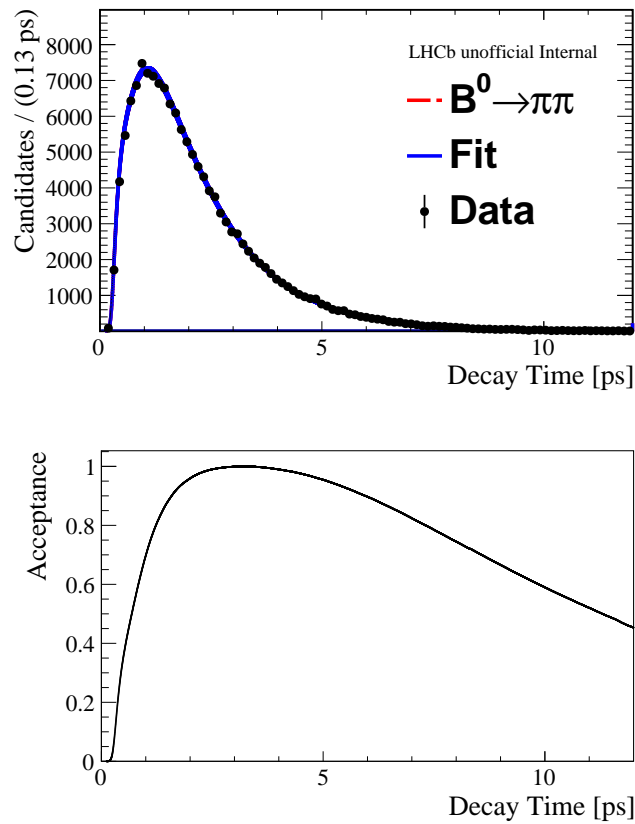 Candidates / (0.13 ps)
8000
7000
6000
5000
4000
3000
2000
1000
LHCb unofficial Internal
B⁰→ππ
Fit
Data
0 5 10
Decay Time [ps]
Acceptance
1
0.8
0.6
0.4
0.2
0
0 5 10
Decay Time [ps]